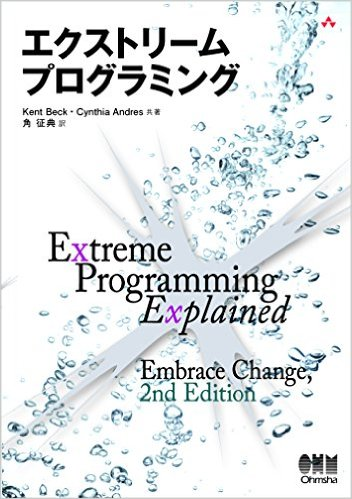 エクストリーム
プログラミング
Kent Beck・Cynthia Andres 共著
角 征典 訳
Extreme
Programming
Explained
Embrace Change,
2nd Edition
OHM
Ohmsha